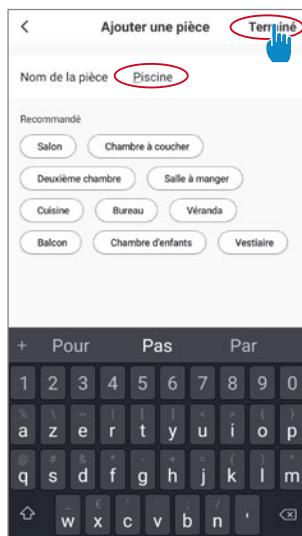 Ajouter une pièce Terminé
Nom de la pièce Piscine
Recommandé
Salon Chambre à coucher
Deuxième chambre Salle à manger
Cuisine Bureau Véranda
Balcon Chambre d'enfants Vestiaire
+ Pour Pas Par
1 2 3 4 5 6 7 8 9 0
a z e r t y u i o p
q s d f g h j k l m
w x c v b n '